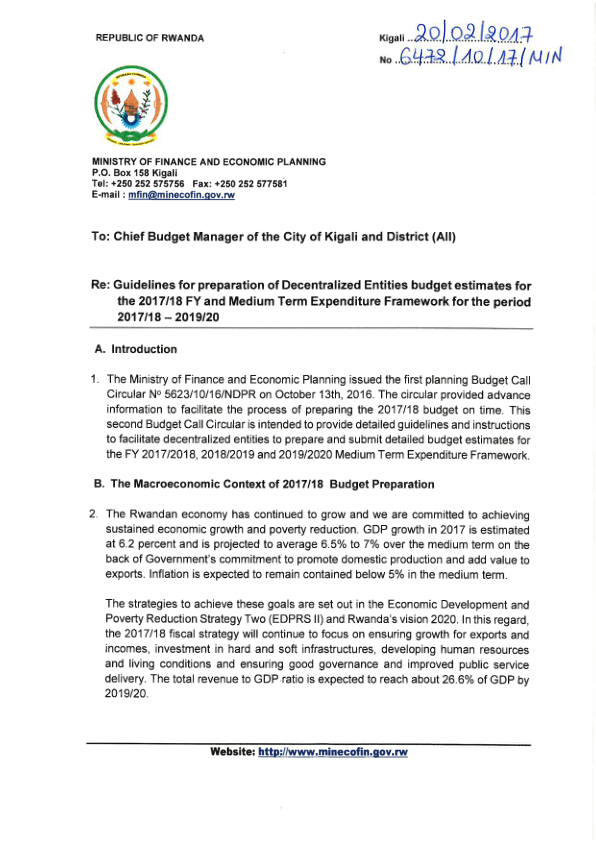 REPUBLIC OF RWANDA
Kigali 20/02/2017
No 6472/10/17/MIN
MINISTRY OF FINANCE AND ECONOMIC PLANNING
P.O. Box 158 Kigali
Tel: +250 252 575756 Fax: +250 252 577581
E-mail : mfin@minecofin.gov.rw
To: Chief Budget Manager of the City of Kigali and District (All)
Re: Guidelines for preparation of Decentralized Entities budget estimates for
the 2017/18 FY and Medium Term Expenditure Framework for the period
2017/18 – 2019/20
A. Introduction
1. The Ministry of Finance and Economic Planning issued the first planning Budget Call
Circular Nº 5623/10/16/NDPR on October 13th, 2016. The circular provided advance
information to facilitate the process of preparing the 2017/18 budget on time. This
second Budget Call Circular is intended to provide detailed guidelines and instructions
to facilitate decentralized entities to prepare and submit detailed budget estimates for
the FY 2017/2018, 2018/2019 and 2019/2020 Medium Term Expenditure Framework.
B. The Macroeconomic Context of 2017/18 Budget Preparation
2. The Rwandan economy has continued to grow and we are committed to achieving
sustained economic growth and poverty reduction. GDP growth in 2017 is estimated
at 6.2 percent and is projected to average 6.5% to 7% over the medium term on the
back of Government's commitment to promote domestic production and add value to
exports. Inflation is expected to remain contained below 5% in the medium term.
The strategies to achieve these goals are set out in the Economic Development and
Poverty Reduction Strategy Two (EDPRS II) and Rwanda's vision 2020. In this regard,
the 2017/18 fiscal strategy will continue to focus on ensuring growth for exports and
incomes, investment in hard and soft infrastructures, developing human resources
and living conditions and ensuring good governance and improved public service
delivery. The total revenue to GDP ratio is expected to reach about 26.6% of GDP by
2019/20.
Website: http://www.minecofin.gov.rw